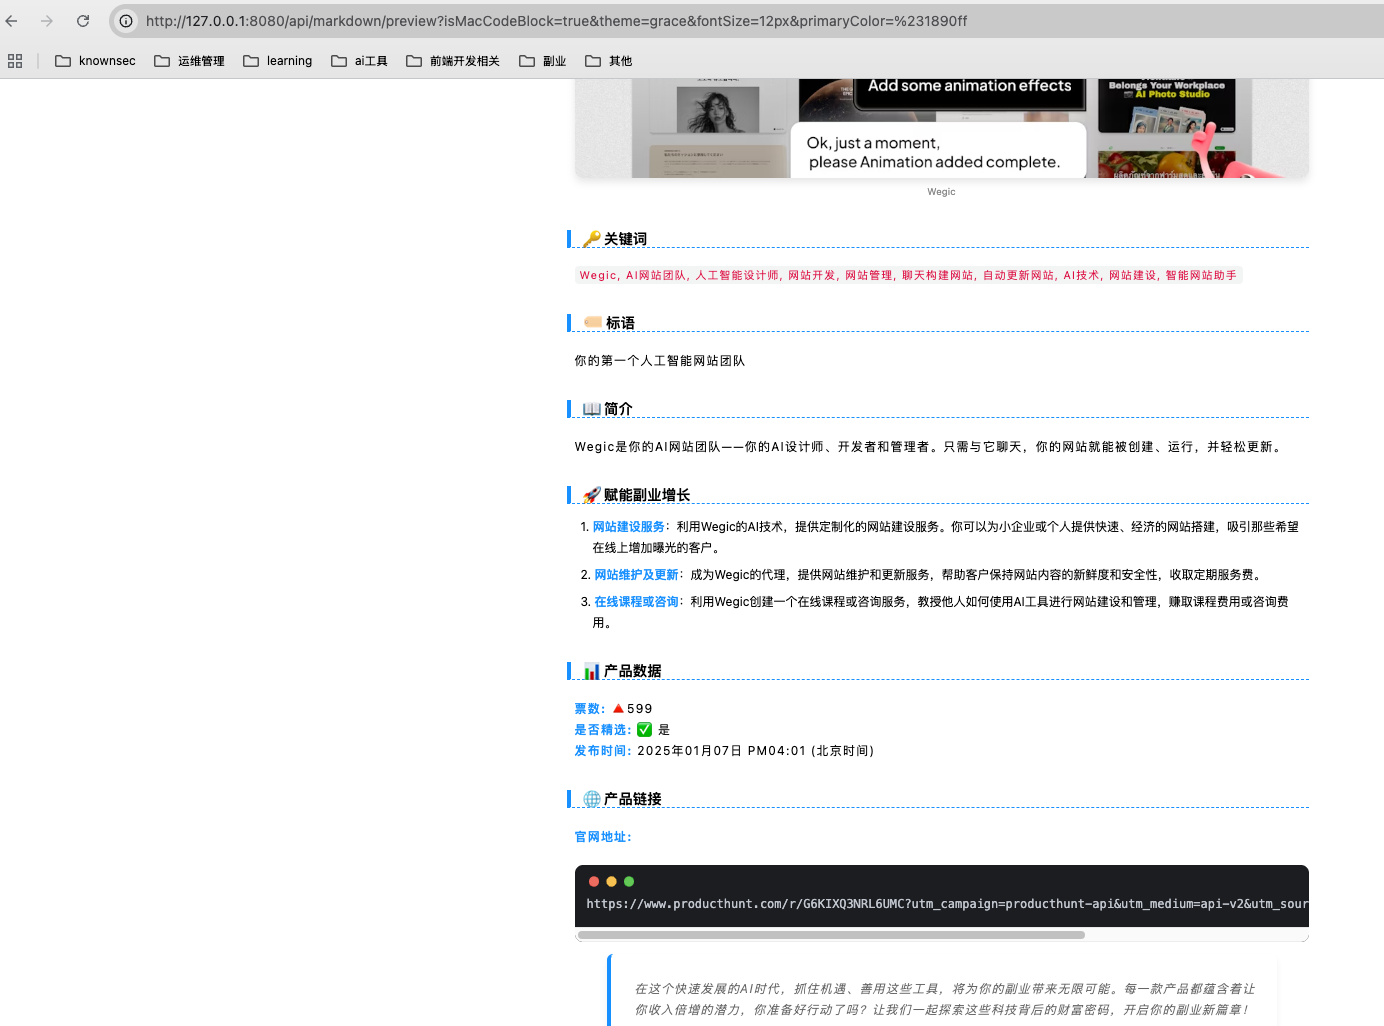 http://127.0.0.1:8080/api/markdown/preview?isMacCodeBlock=true&theme=grace&fontSize=12px&primaryColor=%231890ff
knownsec 运维管理 learning ai工具 前端开发相关 副业 其他
Add some animation effects
Belongs Your Workplace
AI Photo Studio
Ok, just a moment,
please Animation added complete.
Wegic
关键词
Wegic, AI网站团队, 人工智能设计师, 网站开发, 网站管理, 聊天构建网站, 自动更新网站, AI技术, 网站建设, 智能网站助手
标语
你的第一个人工智能网站团队
简介
Wegic是你的AI网站团队——你的AI设计师、开发者和管理者。只需与它聊天，你的网站就能被创建、运行，并轻松更新。
赋能副业增长
1. 网站建设服务：利用Wegic的AI技术，提供定制化的网站建设服务。你可以为小企业或个人提供快速、经济的网站搭建，吸引那些希望
在线上增加曝光的客户。
2. 网站维护及更新：成为Wegic的代理，提供网站维护和更新服务，帮助客户保持网站内容的新鲜度和安全性，收取定期服务费。
3. 在线课程或咨询：利用Wegic创建一个在线课程或咨询服务，教授他人如何使用AI工具进行网站建设和管理，赚取课程费用或咨询费
用。
产品数据
票数: 🔺599
是否精选: ✅ 是
发布时间: 2025年01月07日 PM04:01 (北京时间)
产品链接
官网地址:
https://www.producthunt.com/r/G6KIXQ3NRL6UMC?utm_campaign=producthunt-api&utm_medium=api-v2&utm_sour
在这个快速发展的AI时代，抓住机遇、善用这些工具，将为你的副业带来无限可能。每一款产品都蕴含着让
你收入倍增的潜力，你准备好行动了吗？让我们一起探索这些科技背后的财富密码，开启你的副业新篇章！